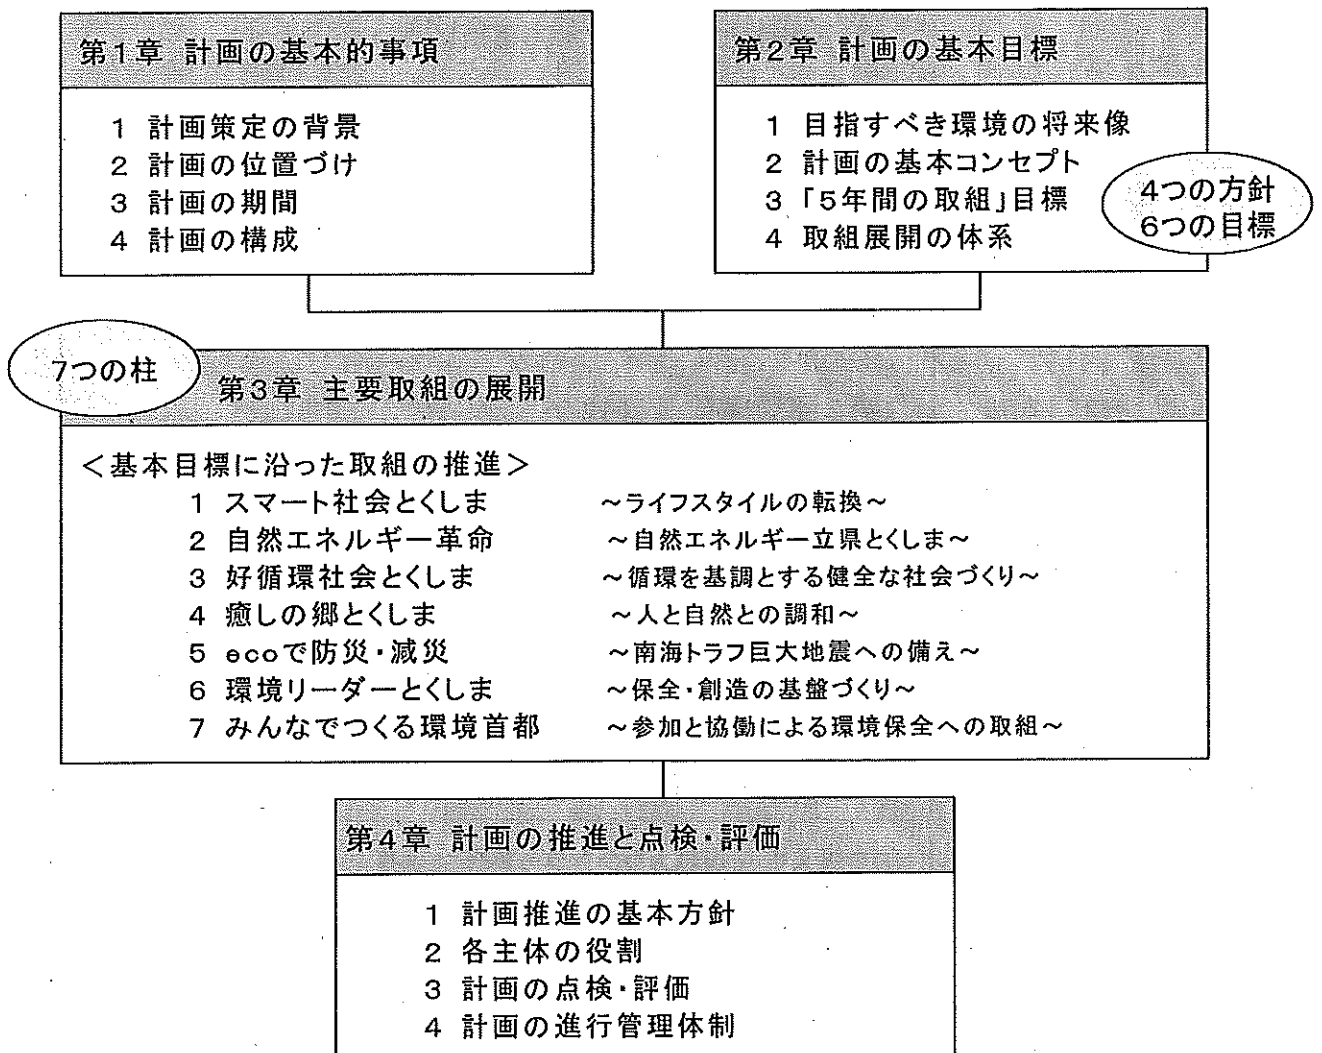 第1章 計画の基本的事項
1 計画策定の背景
2 計画の位置づけ
3 計画の期間
4 計画の構成
第2章 計画の基本目標
1 目指すべき環境の将来像
2 計画の基本コンセプト
3 「5年間の取組」目標
4 取組展開の体系
4つの方針
6つの目標
7つの柱
第3章 主要取組の展開
＜基本目標に沿った取組の推進＞
1 スマート社会とくしま ～ライフスタイルの転換～
2 自然エネルギー革命 ～自然エネルギー立県とくしま～
3 好循環社会とくしま ～循環を基調とする健全な社会づくり～
4 癒しの郷とくしま ～人と自然との調和～
5 ecoで防災・減災 ～南海トラフ巨大地震への備え～
6 環境リーダーとくしま ～保全・創造の基盤づくり～
7 みんなでつくる環境首都 ～参加と協働による環境保全への取組～
第4章 計画の推進と点検・評価
1 計画推進の基本方針
2 各主体の役割
3 計画の点検・評価
4 計画の進行管理体制